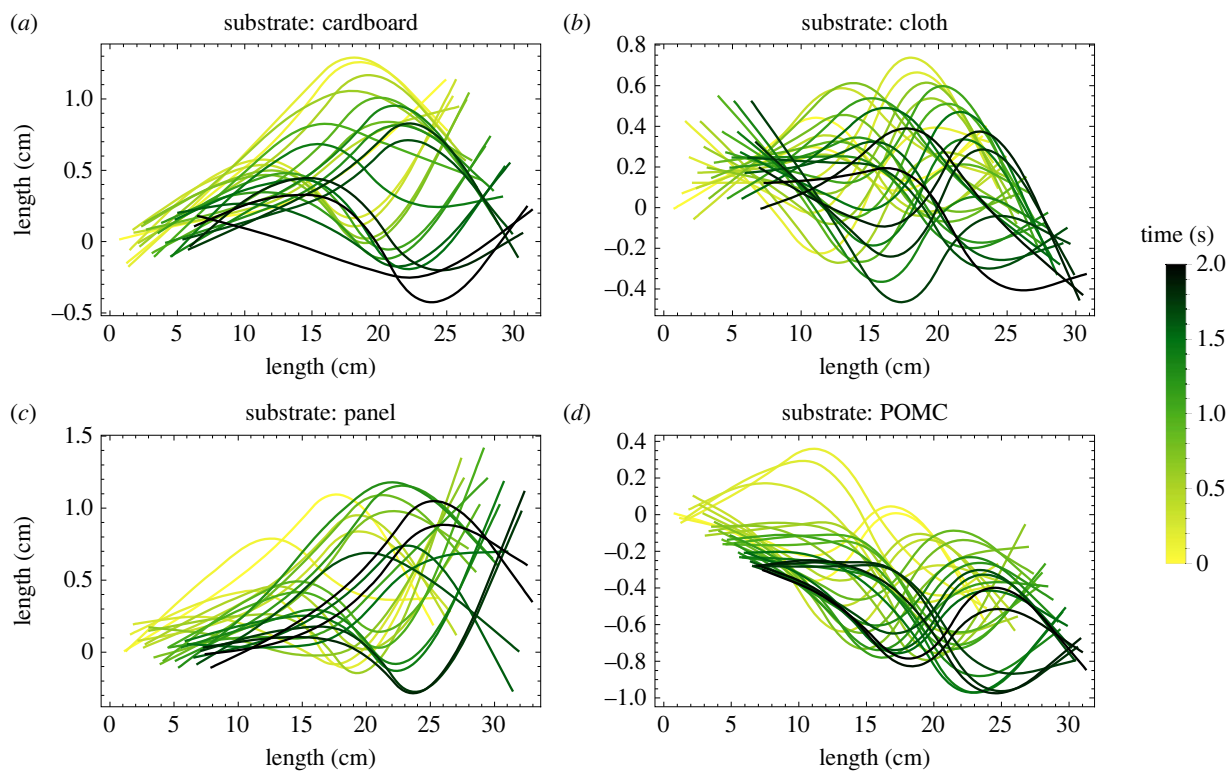 (a) substrate: cardboard
1.0
0.5
0
–0.5
length (cm)
0 5 10 15 20 25 30
length (cm)
(b) substrate: cloth
0.8
0.6
0.4
0.2
0
–0.2
–0.4
0 5 10 15 20 25 30
length (cm)
(c) substrate: panel
1.5
1.0
0.5
0
length (cm)
0 5 10 15 20 25 30
length (cm)
(d) substrate: POMC
0.4
0.2
0
–0.2
–0.4
–0.6
–0.8
–1.0
0 5 10 15 20 25 30
length (cm)
time (s)
2.0
1.5
1.0
0.5
0